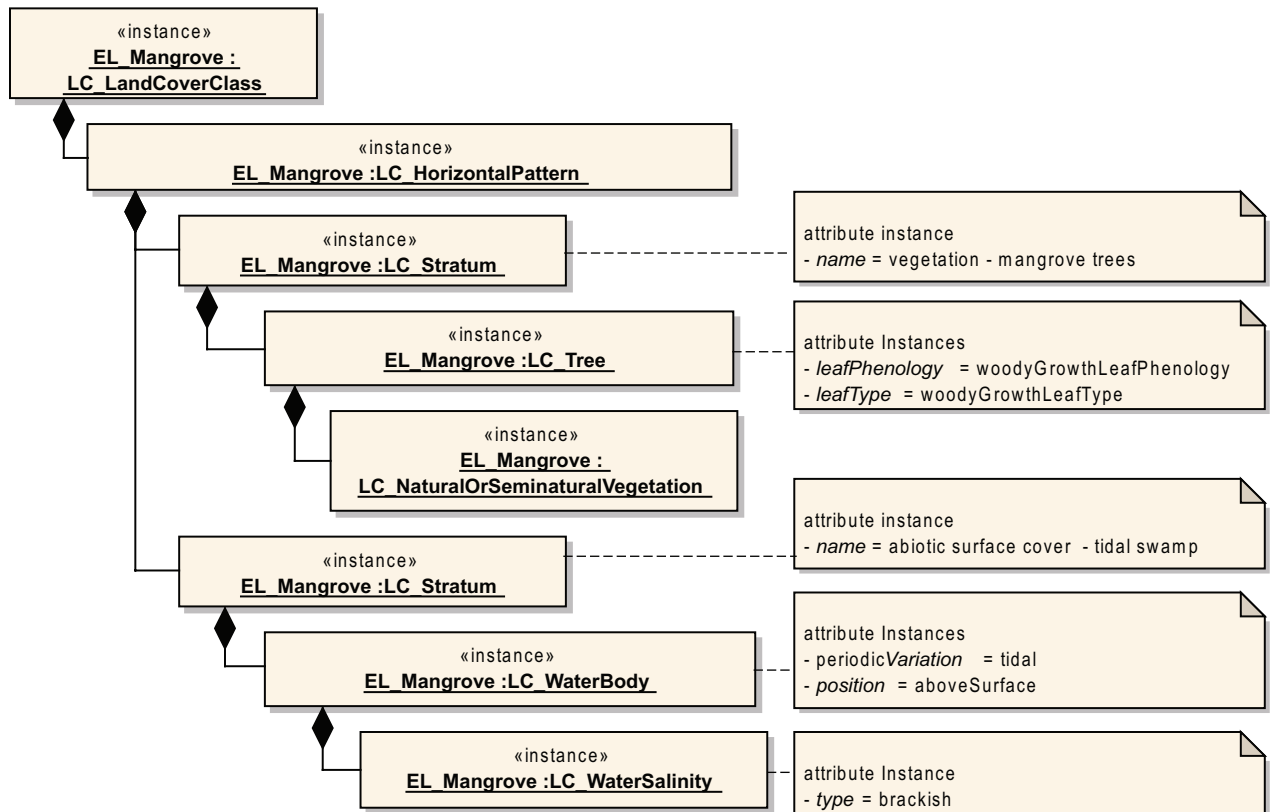 «instance»
EL_Mangrove :
LC_LandCoverClass
«instance»
EL_Mangrove :LC_HorizontalPattern
«instance»
EL_Mangrove :LC_Stratum
attribute instance
- name = vegetation - mangrove trees
«instance»
EL_Mangrove :LC_Tree
attribute Instances
- leafPhenology = woodyGrowthLeafPhenology
- leafType = woodyGrowthLeafType
«instance»
EL_Mangrove :
LC_NaturalOrSeminaturalVegetation
«instance»
EL_Mangrove :LC_Stratum
attribute instance
- name = abiotic surface cover - tidal swamp
«instance»
EL_Mangrove :LC_WaterBody
attribute Instances
- periodicVariation = tidal
- position = aboveSurface
«instance»
EL_Mangrove :LC_WaterSalinity
attribute Instance
- type = brackish